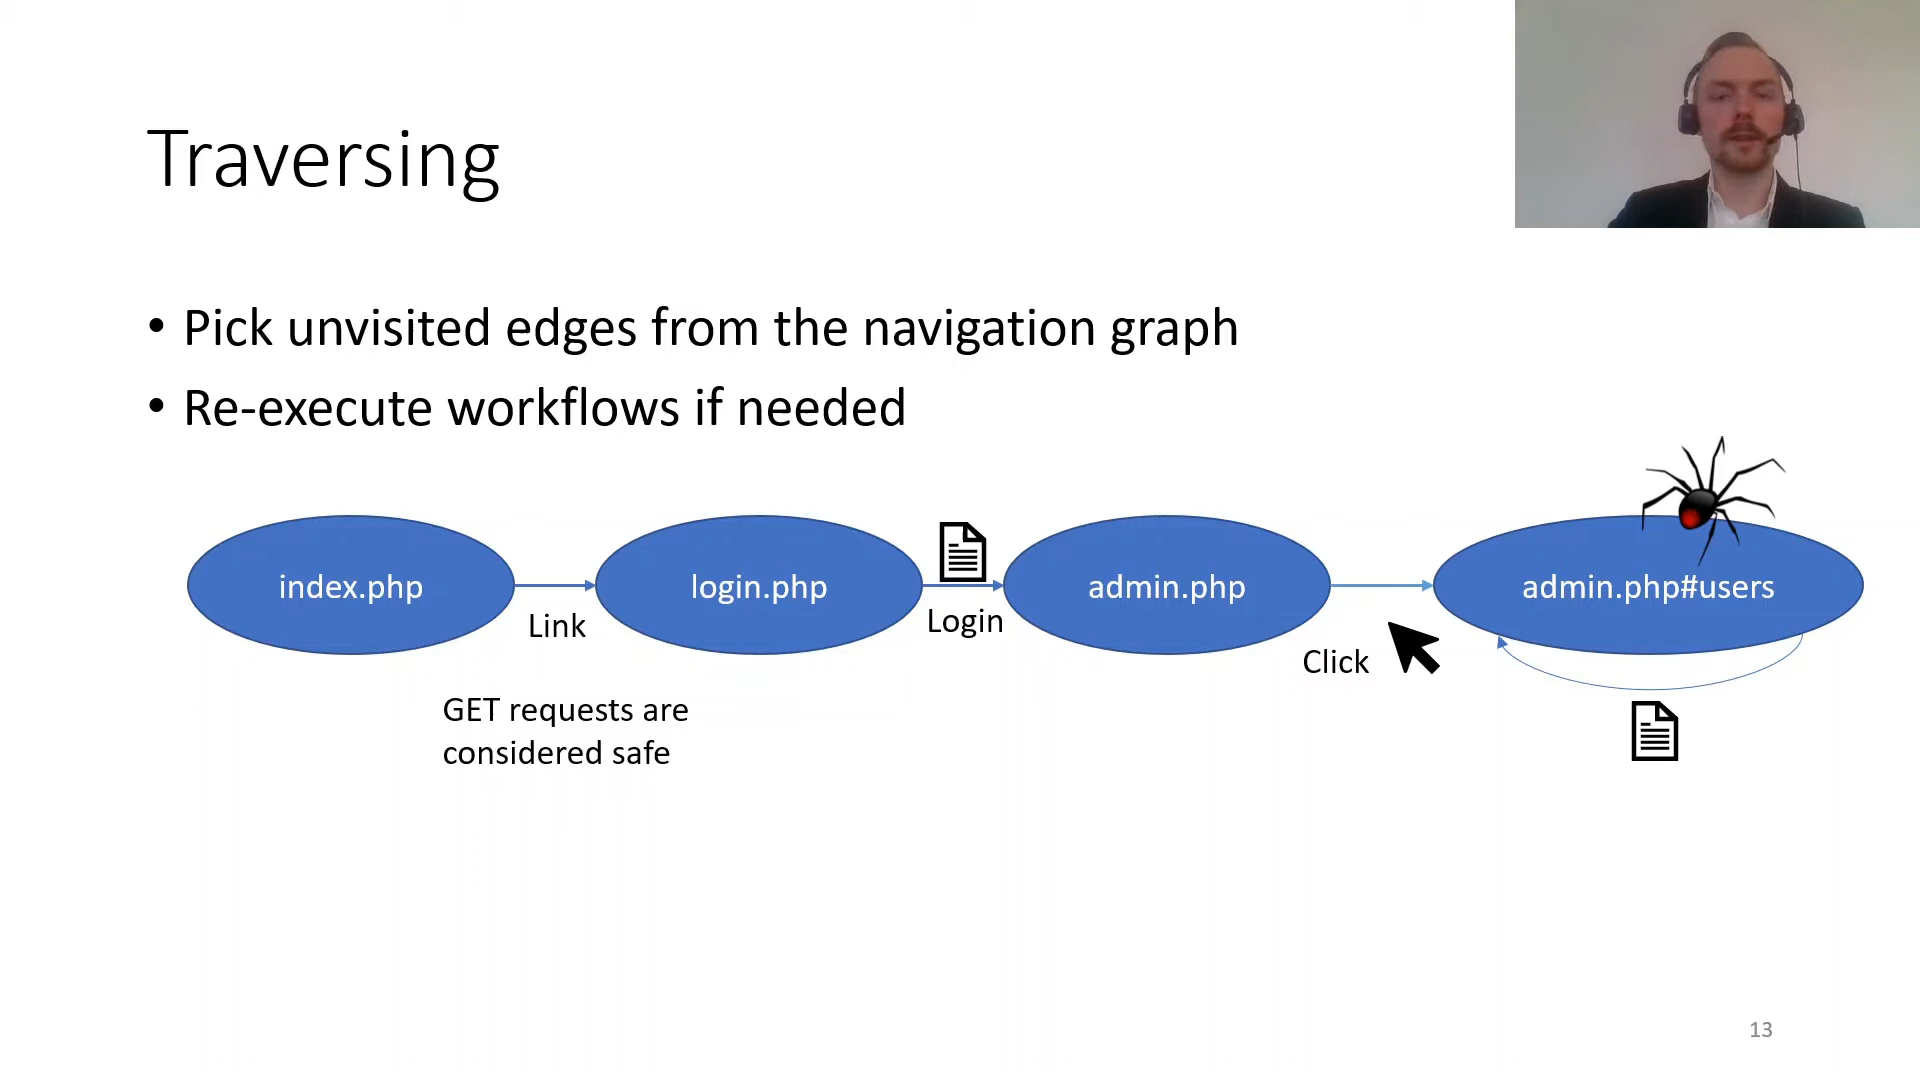 Traversing
• Pick unvisited edges from the navigation graph
• Re-execute workflows if needed
index.php
Link
login.php
Login
admin.php
Click
admin.php#users
GET requests are
considered safe
13